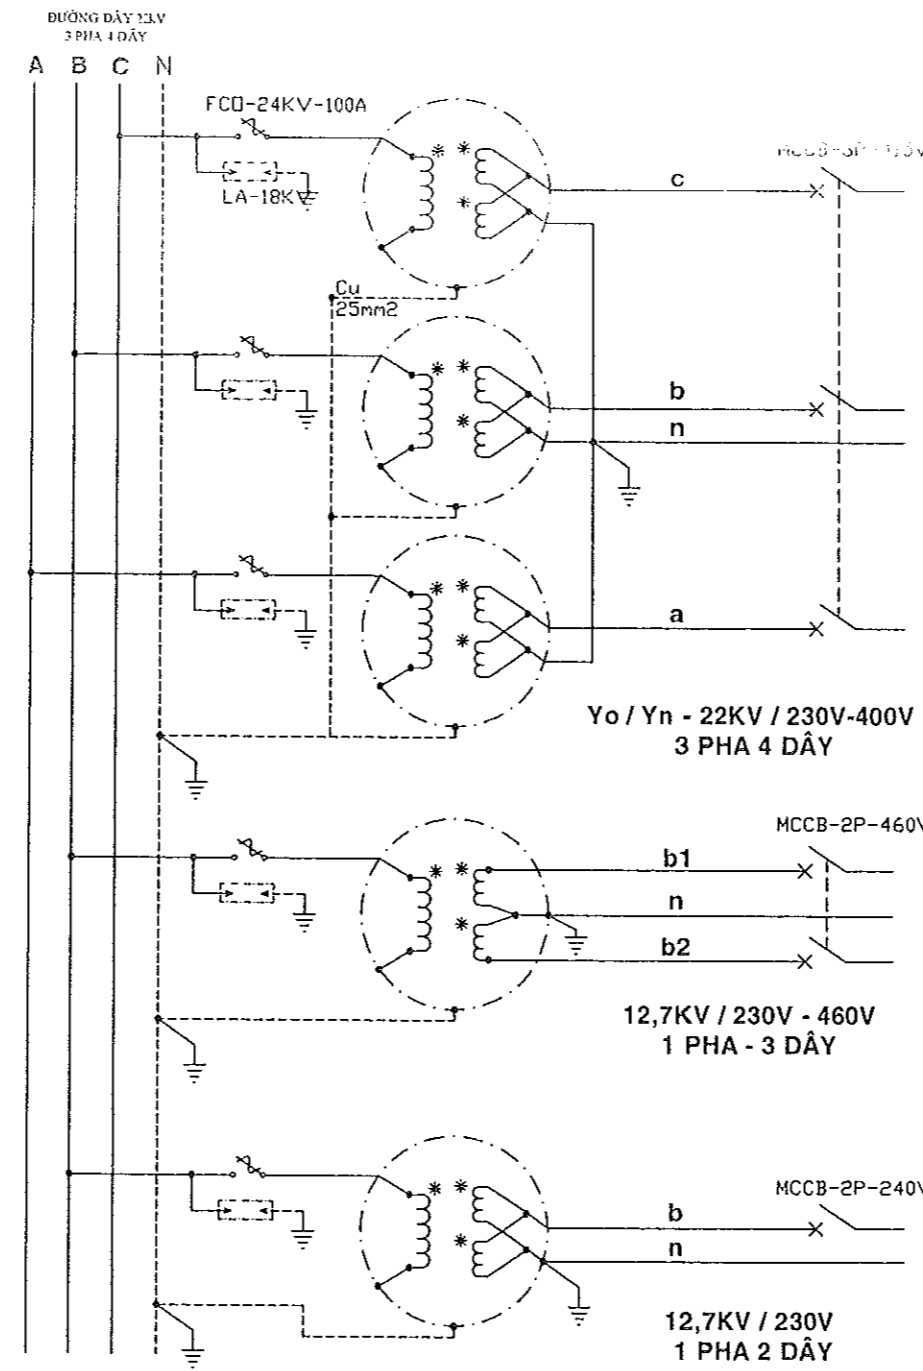 ĐƯỜNG DÂY 22KV
3 PHA 4 DÂY
A B C N
FCO-24KV-100A
LA-18KV
c
Cu
25mm2
b
n
a
Yo / Yn - 22KV / 230V-400V
3 PHA 4 DÂY
MCCB-2P-460V
b1
n
b2
12,7KV / 230V - 460V
1 PHA - 3 DÂY
MCCB-2P-240V
b
n
12,7KV / 230V
1 PHA 2 DÂY